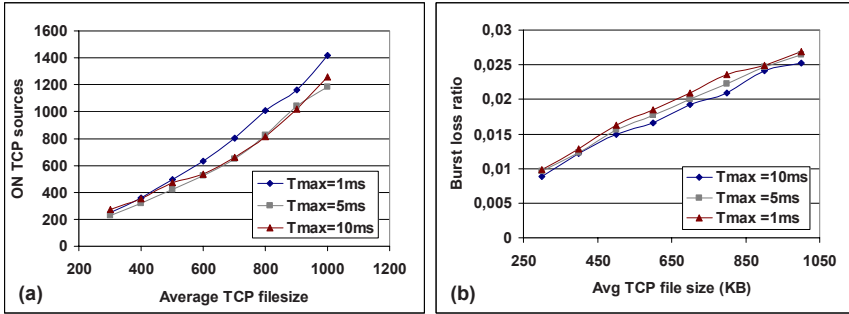 1600
1400
1200
1000
800
600
400
200
0
200 400 600 800 1000 1200
ON TCP sources
Average TCP filesize
Tmax=1ms
Tmax=5ms
Tmax=10ms
(a)
0,03
0,025
0,02
0,015
0,01
0,005
0
250 450 650 850 1050
Burst loss ratio
Avg TCP file size (KB)
Tmax =10ms
Tmax =5ms
Tmax =1ms
(b)